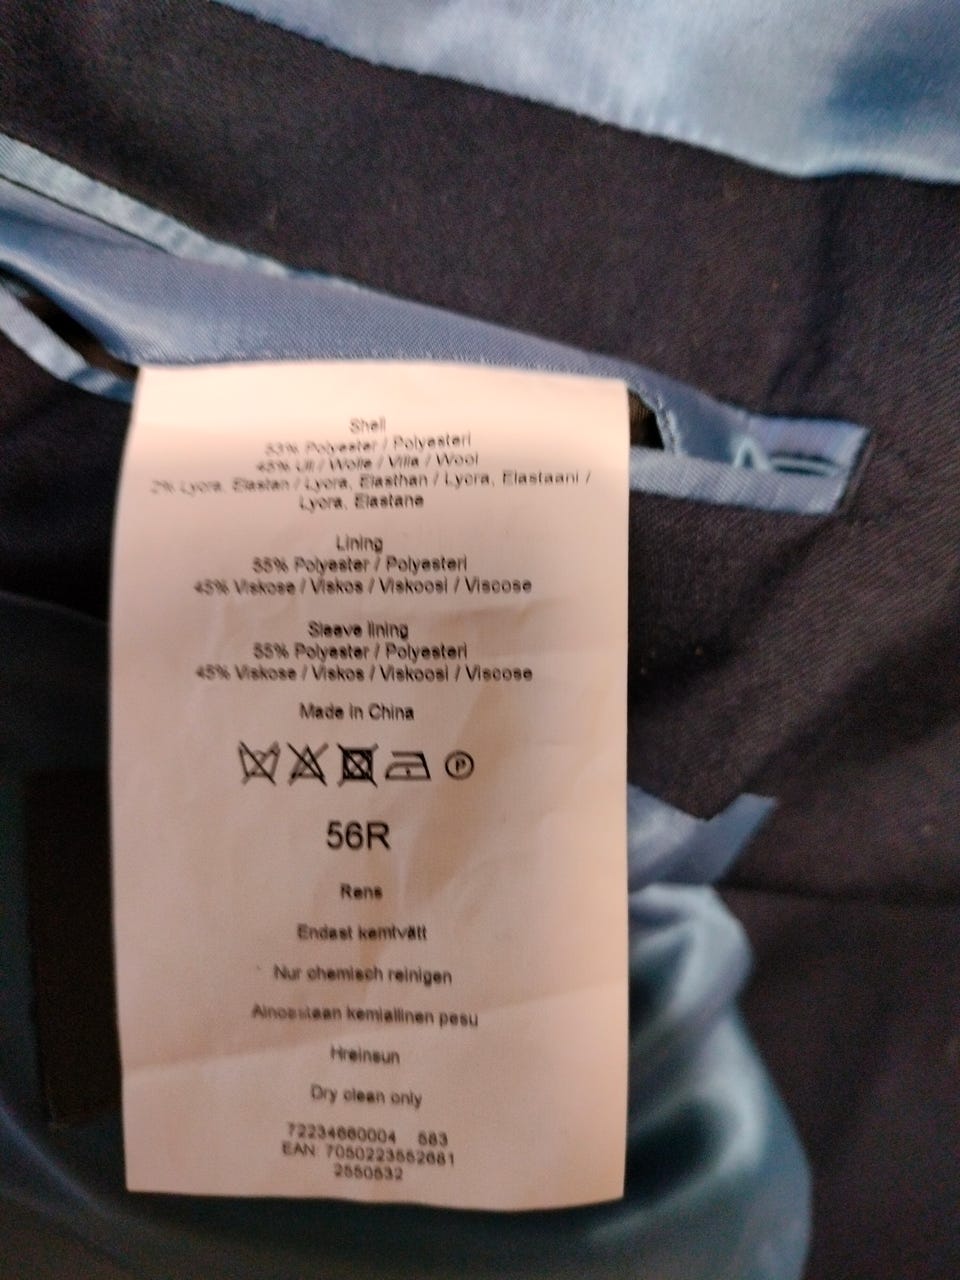 Shell
53% Polyester / Polyesteri
45% Ull / Wolle / Villa / Wool
2% Lycra, Elastan / Lycra, Elasthan / Lycra, Elastaani /
Lycra, Elastane
Lining
55% Polyester / Polyesteri
45% Viskose / Viskos / Viskoosi / Viscose
Sleeve lining
55% Polyester / Polyesteri
45% Viskose / Viskos / Viskoosi / Viscose
Made in China
P
56R
Rens
Endast kemtvätt
Nur chemisch reinigen
Ainoastaan kemiallinen pesu
Hreinsun
Dry clean only
72234660004 583
EAN: 7050223552681
2550532